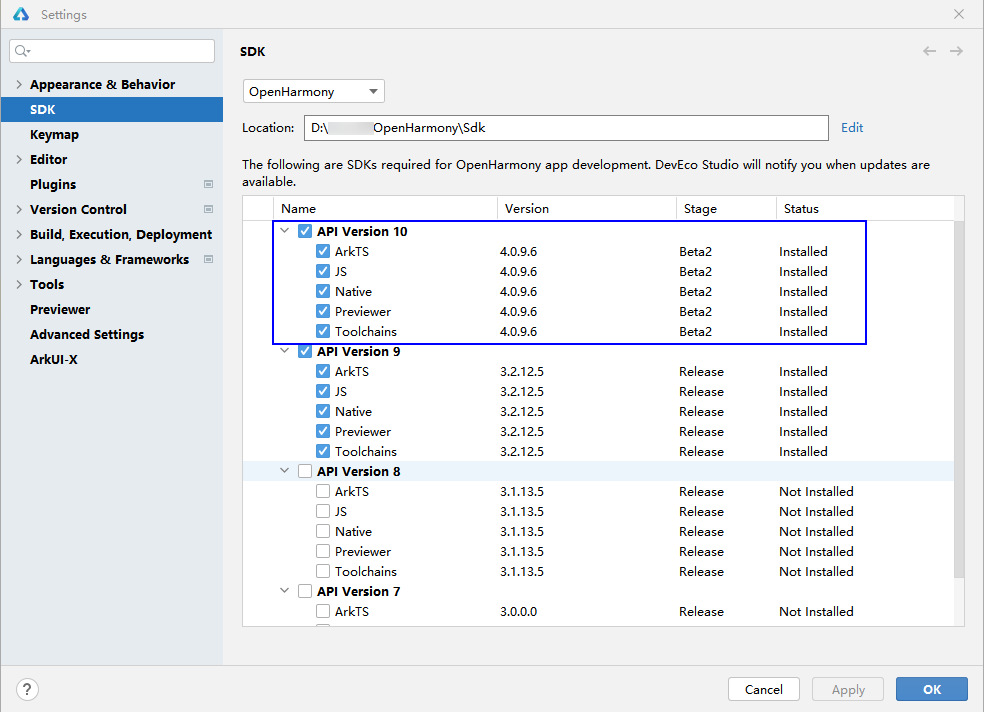 Settings
SDK
Appearance & Behavior
SDK
Keymap
Editor
Plugins
Version Control
Build, Execution, Deployment
Languages & Frameworks
Tools
Previewer
Advanced Settings
ArkUI-X
OpenHarmony
Location: D:\ OpenHarmony\Sdk Edit
The following are SDKs required for OpenHarmony app development. DevEco Studio will notify you when updates are
available.
Name Version Stage Status
API Version 10
ArkTS 4.0.9.6 Beta2 Installed
JS 4.0.9.6 Beta2 Installed
Native 4.0.9.6 Beta2 Installed
Previewer 4.0.9.6 Beta2 Installed
Toolchains 4.0.9.6 Beta2 Installed
API Version 9
ArkTS 3.2.12.5 Release Installed
JS 3.2.12.5 Release Installed
Native 3.2.12.5 Release Installed
Previewer 3.2.12.5 Release Installed
Toolchains 3.2.12.5 Release Installed
API Version 8
ArkTS 3.1.13.5 Release Not Installed
JS 3.1.13.5 Release Not Installed
Native 3.1.13.5 Release Not Installed
Previewer 3.1.13.5 Release Not Installed
Toolchains 3.1.13.5 Release Not Installed
API Version 7
ArkTS 3.0.0.0 Release Not Installed
? Cancel Apply OK